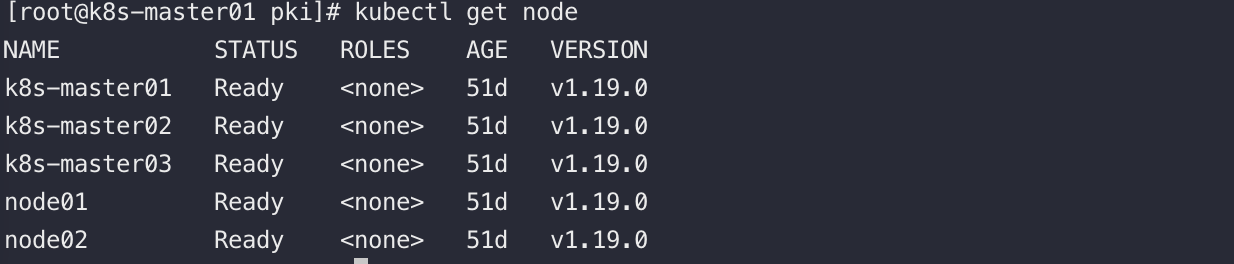 [root@k8s-master01 pki]# kubectl get node
NAME STATUS ROLES AGE VERSION
k8s-master01 Ready <none> 51d v1.19.0
k8s-master02 Ready <none> 51d v1.19.0
k8s-master03 Ready <none> 51d v1.19.0
node01 Ready <none> 51d v1.19.0
node02 Ready <none> 51d v1.19.0